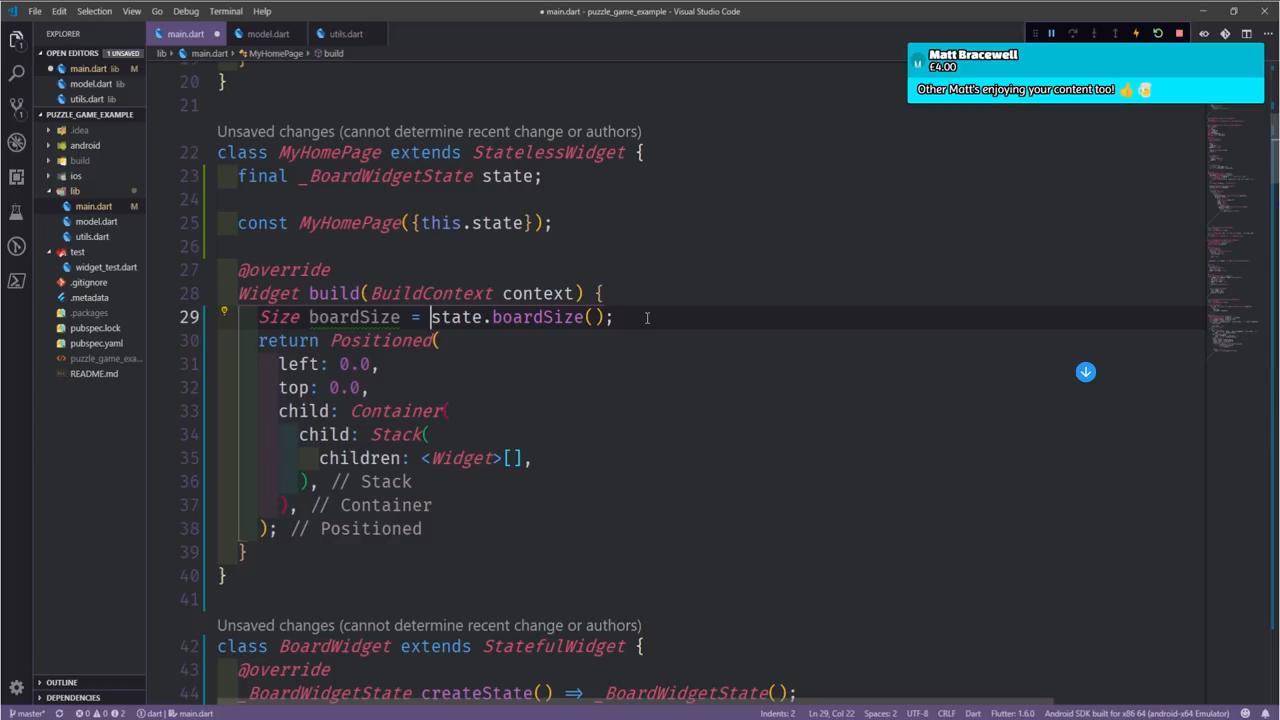 File Edit Selection View Go Debug Terminal Help
● main.dart - puzzle_game_example - Visual Studio Code
EXPLORER
OPEN EDITORS 1 UNSAVED
main.dart lib M
model.dart lib
utils.dart lib
PUZZLE_GAME_EXAMPLE
.idea
android
build
ios
lib
main.dart M
model.dart
utils.dart
test
widget_test.dart
.gitignore
.metadata
.packages
pubspec.lock
pubspec.yaml
puzzle_game_exa...
README.md
OUTLINE
DEPENDENCIES
main.dart model.dart utils.dart
lib main.dart MyHomePage build
Matt Bracewell
£4.00
Other Matt's enjoying your content too! 👍 🍺
20 }
21
Unsaved changes (cannot determine recent change or authors)
22 class MyHomePage extends StatelessWidget {
23 final _BoardWidgetState state;
24
25 const MyHomePage({this.state});
26
27 @override
28 Widget build(BuildContext context) {
29 Size boardSize = state.boardSize();
30 return Positioned(
31 left: 0.0,
32 top: 0.0,
33 child: Container(
34 child: Stack(
35 children: <Widget>[],
36 ), // Stack
37 ), // Container
38 ); // Positioned
39 }
40 }
41
Unsaved changes (cannot determine recent change or authors)
42 class BoardWidget extends StatefulWidget {
43 @override
44 _BoardWidgetState createState() => _BoardWidgetState();
master* 0 0 2 dart | main.dart Indents: 2 Ln 29, Col 22 Spaces: 2 UTF-8 CRLF Dart Flutter: 1.6.0 Android SDK built for x86 64 (android-x64 Emulator)